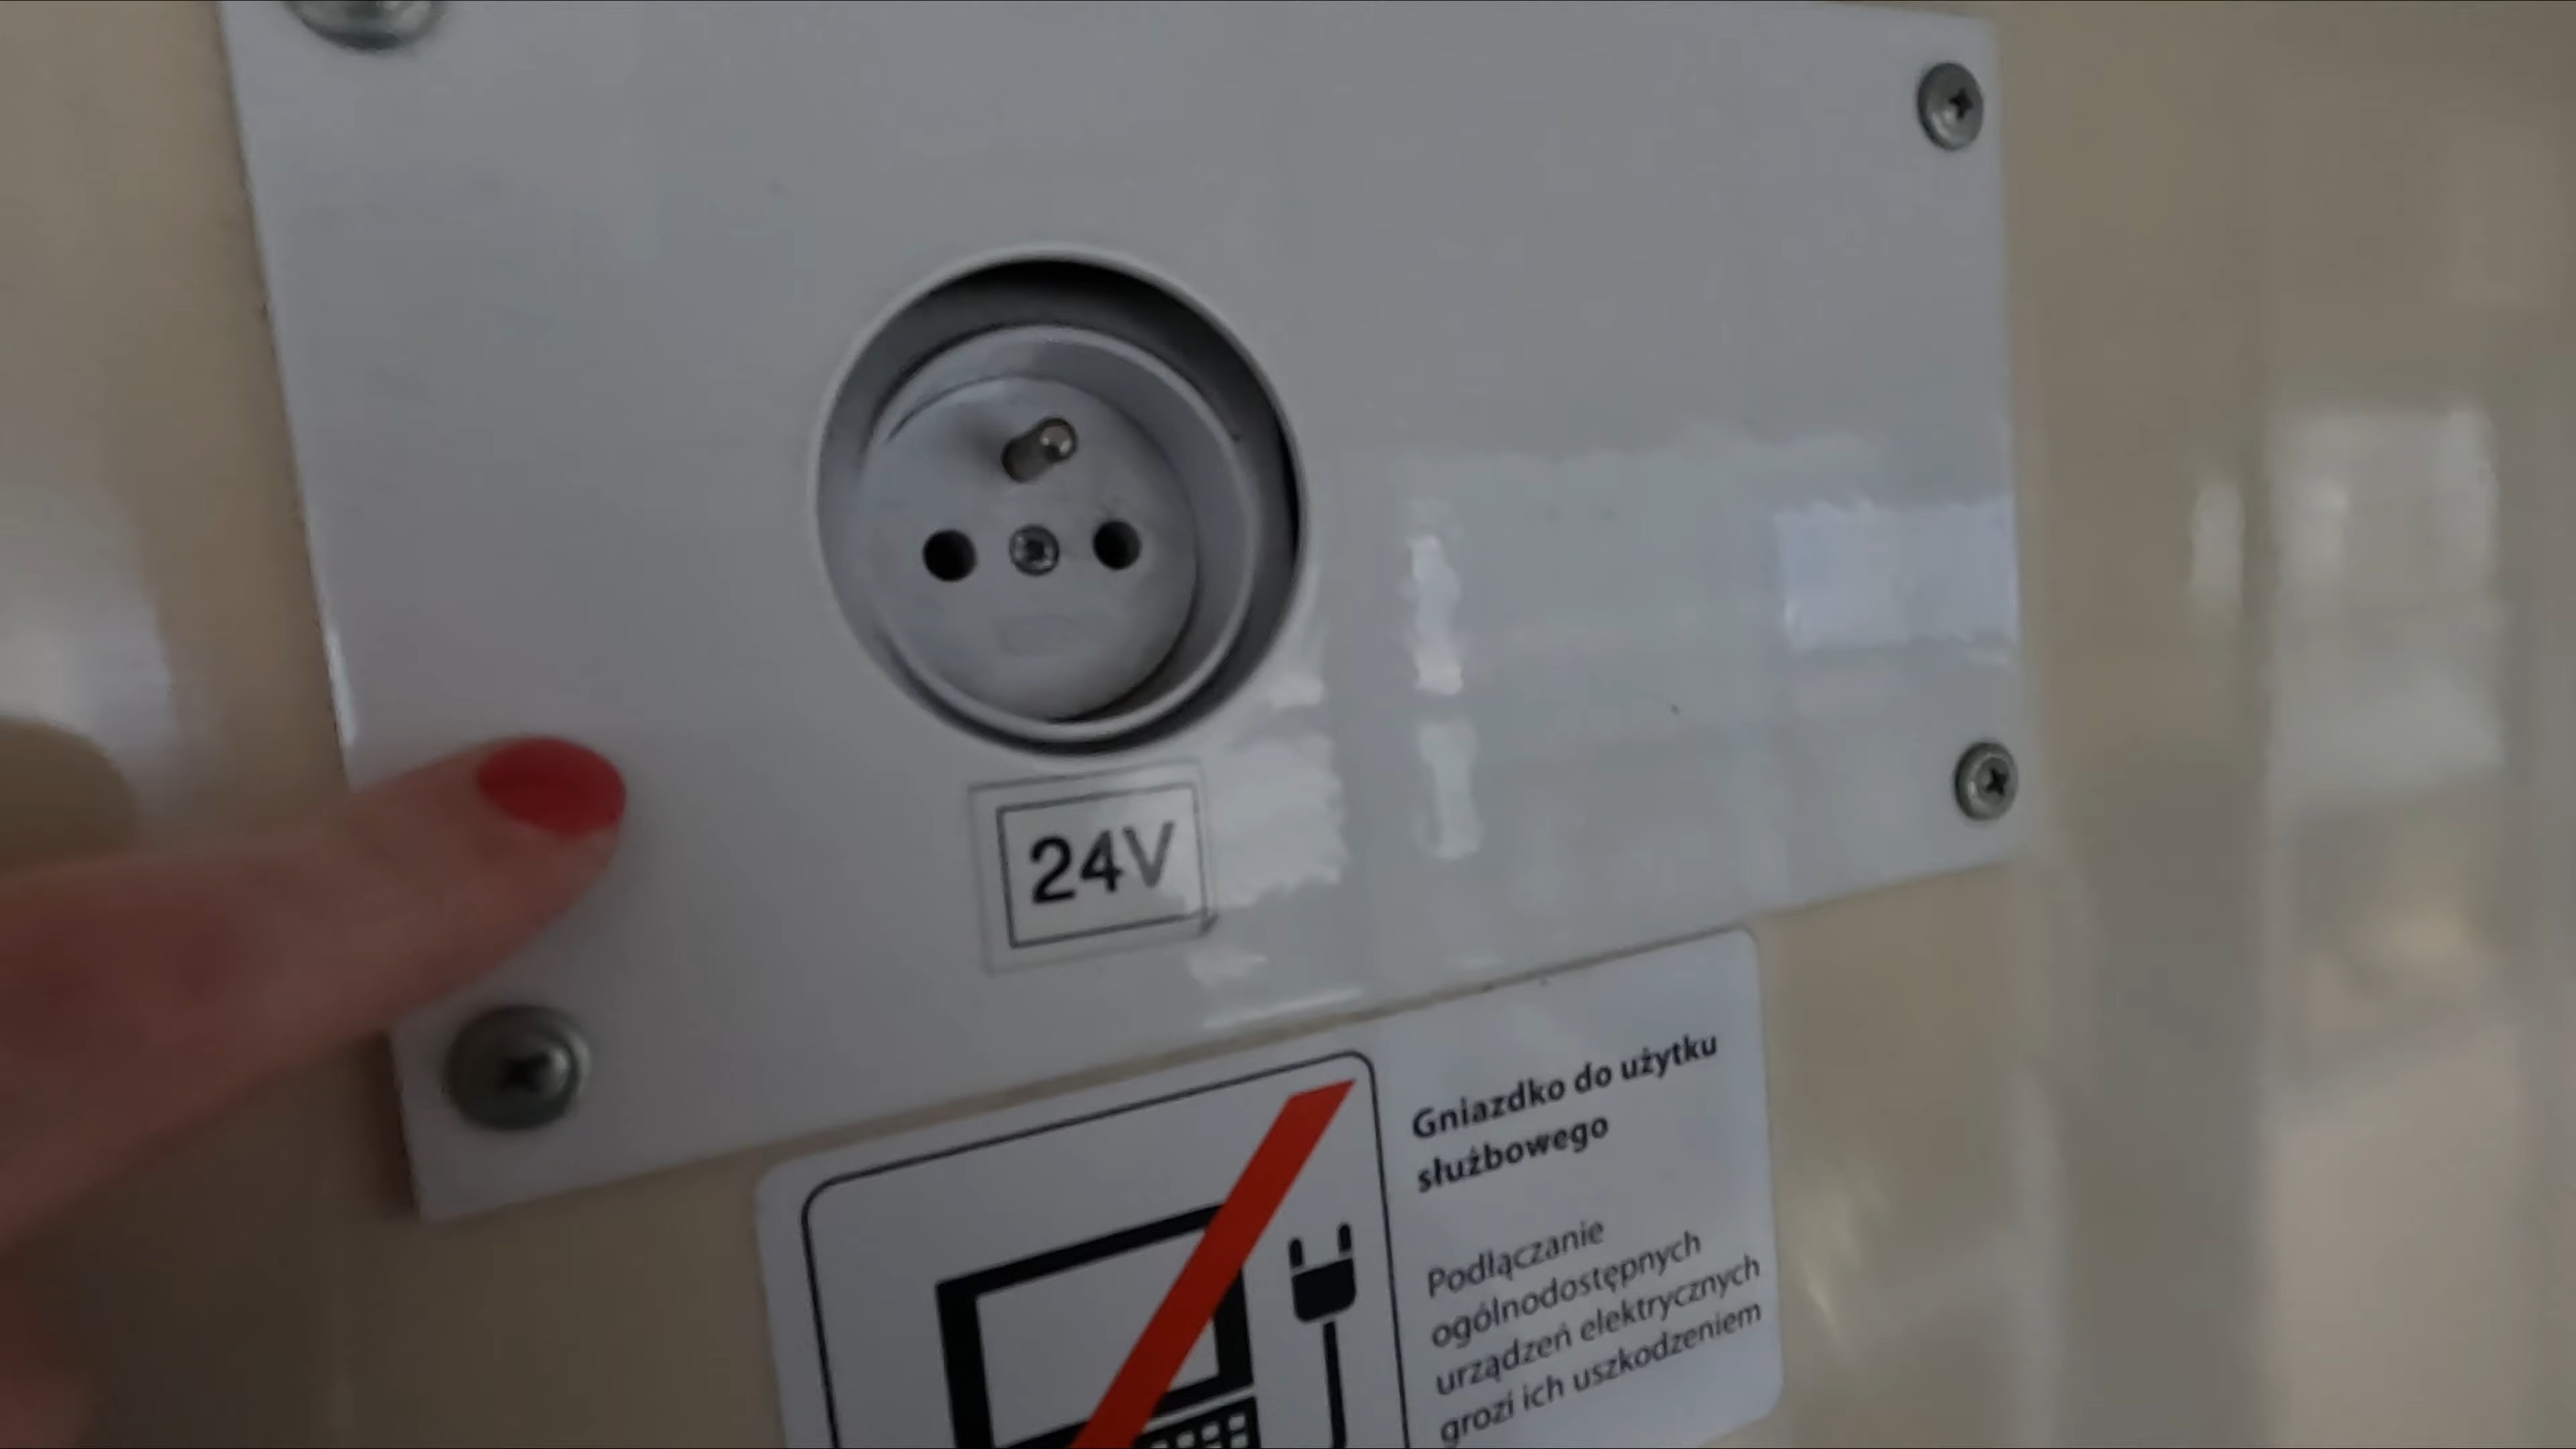 24V
Gniazdko do użytku
służbowego
Podłączanie
ogólnodostępnych
urządzeń elektrycznych
grozi ich uszkodzeniem